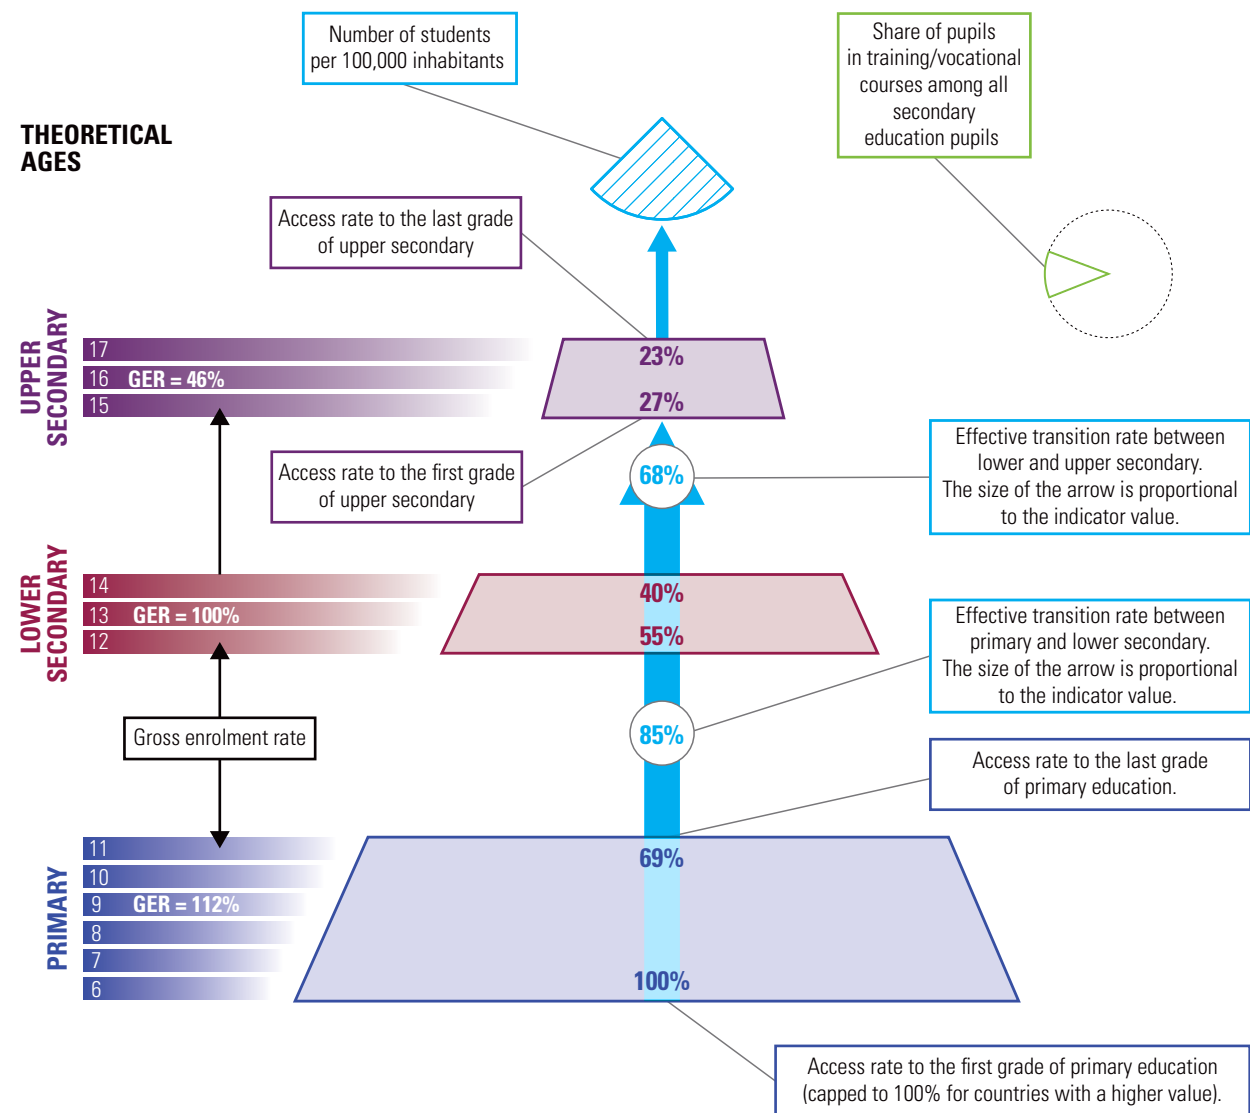 Number of students
per 100,000 inhabitants
Share of pupils
in training/vocational
courses among all
secondary
education pupils
THEORETICAL
AGES
Access rate to the last grade
of upper secondary
UPPER
SECONDARY
17
16 GER = 46%
15
23%
27%
Access rate to the first grade
of upper secondary
68%
Effective transition rate between
lower and upper secondary.
The size of the arrow is proportional
to the indicator value.
LOWER
SECONDARY
14
13 GER = 100%
12
40%
55%
Effective transition rate between
primary and lower secondary.
The size of the arrow is proportional
to the indicator value.
Gross enrolment rate
85%
Access rate to the last grade
of primary education.
PRIMARY
11
10
9 GER = 112%
8
7
6
69%
100%
Access rate to the first grade of primary education
(capped to 100% for countries with a higher value).